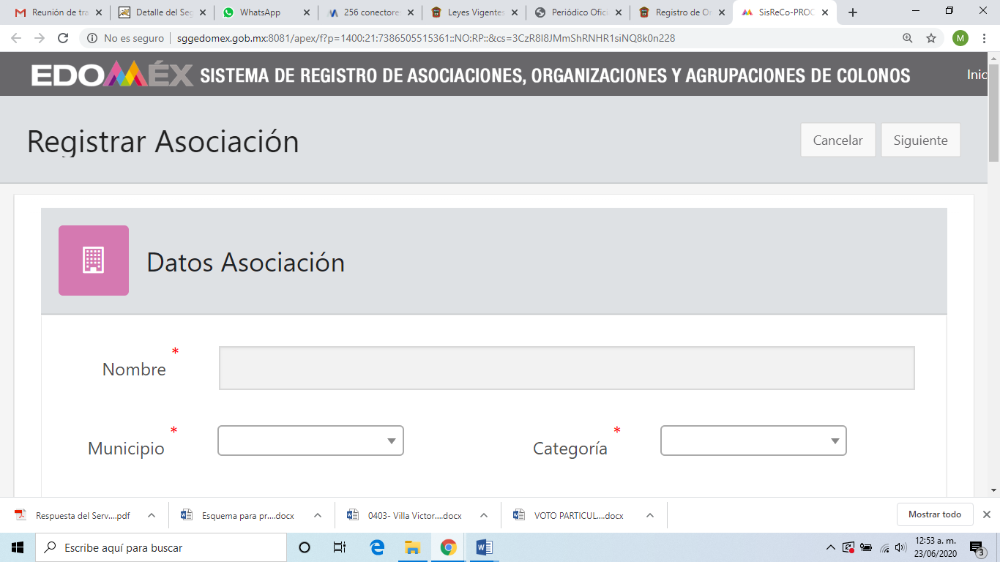 Reunión de tra
Detalle del Seg
WhatsApp
256 conectores
Leyes Vigentes
Periódico Ofici
Registro de Or
SisReCo-PROC
No es seguro
sggedomex.gob.mx:8081/apex/f?p=1400:21:7386505515361::NO:RP::&cs=3CzR8I8JMmShRNHR1siNQ8k0n228
M
EDOMÉX SISTEMA DE REGISTRO DE ASOCIACIONES, ORGANIZACIONES Y AGRUPACIONES DE COLONOS
Inic
Registrar Asociación
Cancelar
Siguiente
Datos Asociación
Nombre *
Municipio *
Categoría *
Respuesta del Serv....pdf
Esquema para pr....docx
0403- Villa Victor....docx
VOTO PARTICUL....docx
Mostrar todo
Escribe aquí para buscar
12:53 a. m.
23/06/2020
3